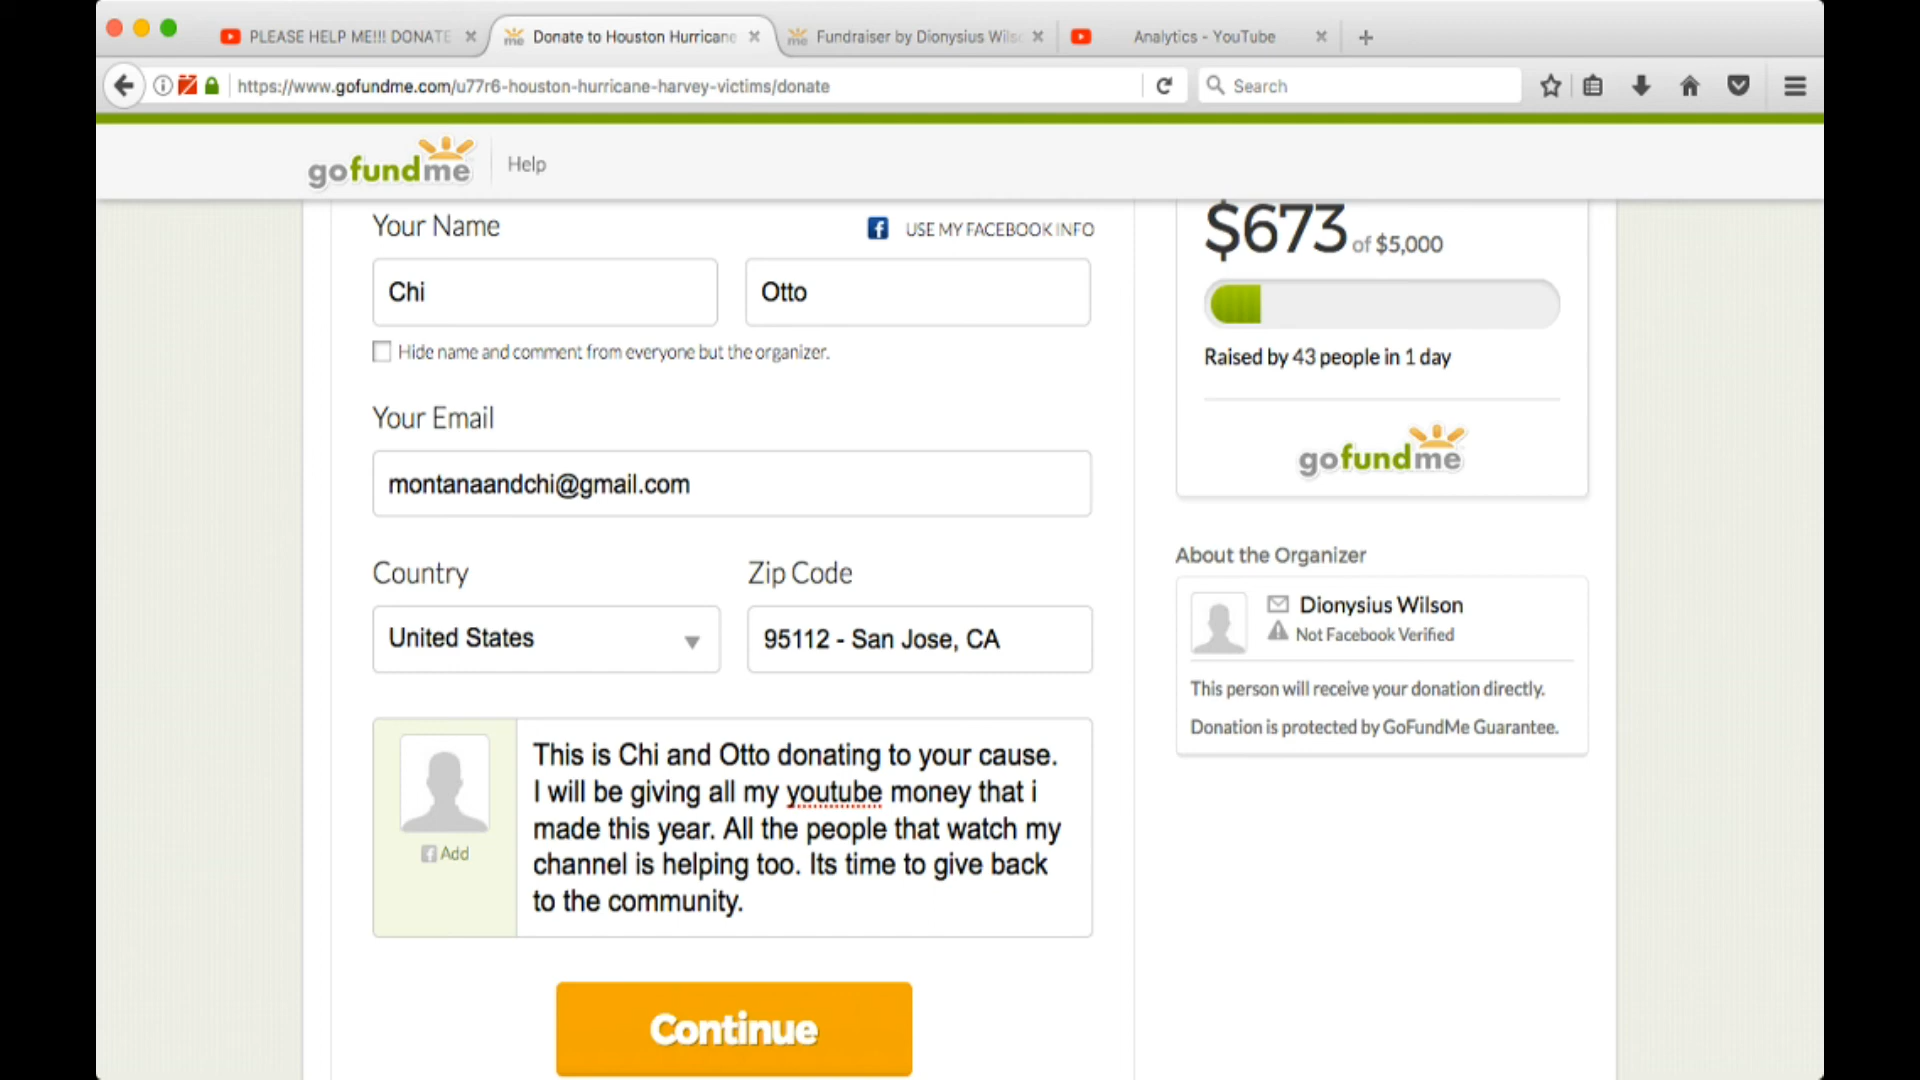 PLEASE HELP ME!!! DONATE
Donate to Houston Hurricane
Fundraiser by Dionysius Wils
Analytics - YouTube
https://www.gofundme.com/u77r6-houston-hurricane-harvey-victims/donate
Search
gofundme
Help
Your Name
USE MY FACEBOOK INFO
Chi
Otto
Hide name and comment from everyone but the organizer.
Your Email
montanaandchi@gmail.com
Country
Zip Code
United States
95112 - San Jose, CA
Add
This is Chi and Otto donating to your cause.
I will be giving all my youtube money that i
made this year. All the people that watch my
channel is helping too. Its time to give back
to the community.
Continue
$673 of $5,000
Raised by 43 people in 1 day
gofundme
About the Organizer
Dionysius Wilson
Not Facebook Verified
This person will receive your donation directly.
Donation is protected by GoFundMe Guarantee.